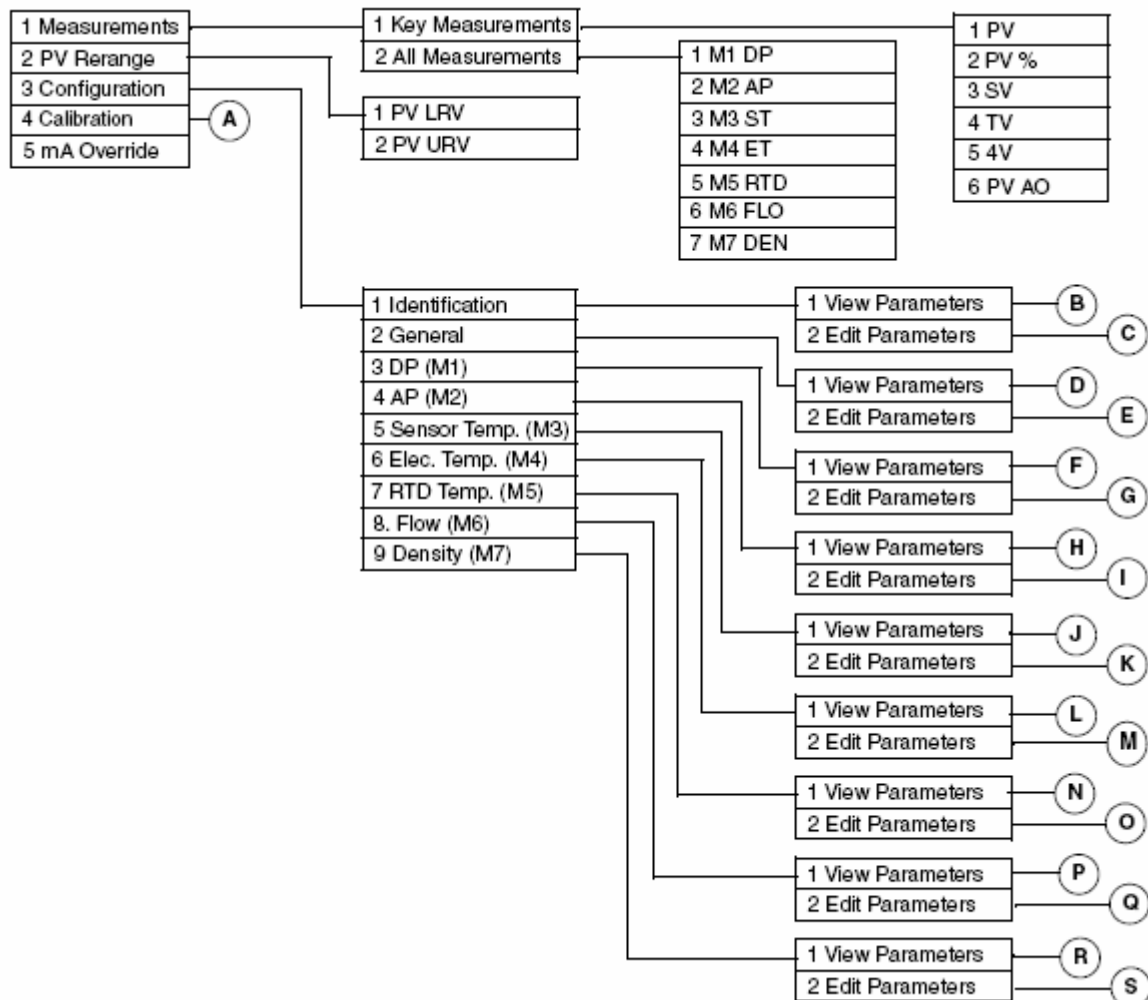 1 Measurements
2 PV Rerange
3 Configuration
4 Calibration
5 mA Override
A
1 Key Measurements
2 All Measurements
1 PV LRV
2 PV URV
1 M1 DP
2 M2 AP
3 M3 ST
4 M4 ET
5 M5 RTD
6 M6 FLO
7 M7 DEN
1 PV
2 PV %
3 SV
4 TV
5 4V
6 PV AO
1 Identification
2 General
3 DP (M1)
4 AP (M2)
5 Sensor Temp. (M3)
6 Elec. Temp. (M4)
7 RTD Temp. (M5)
8. Flow (M6)
9 Density (M7)
1 View Parameters
B
2 Edit Parameters
C
1 View Parameters
D
2 Edit Parameters
E
1 View Parameters
F
2 Edit Parameters
G
1 View Parameters
H
2 Edit Parameters
I
1 View Parameters
J
2 Edit Parameters
K
1 View Parameters
L
2 Edit Parameters
M
1 View Parameters
N
2 Edit Parameters
O
1 View Parameters
P
2 Edit Parameters
Q
1 View Parameters
R
2 Edit Parameters
S